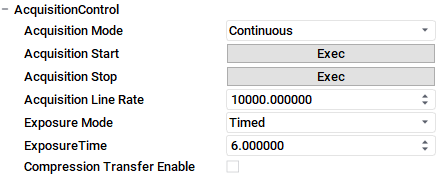 AcquisitionControl
Acquisition Mode Continuous
Acquisition Start Exec
Acquisition Stop Exec
Acquisition Line Rate 10000.000000
Exposure Mode Timed
ExposureTime 6.000000
Compression Transfer Enable